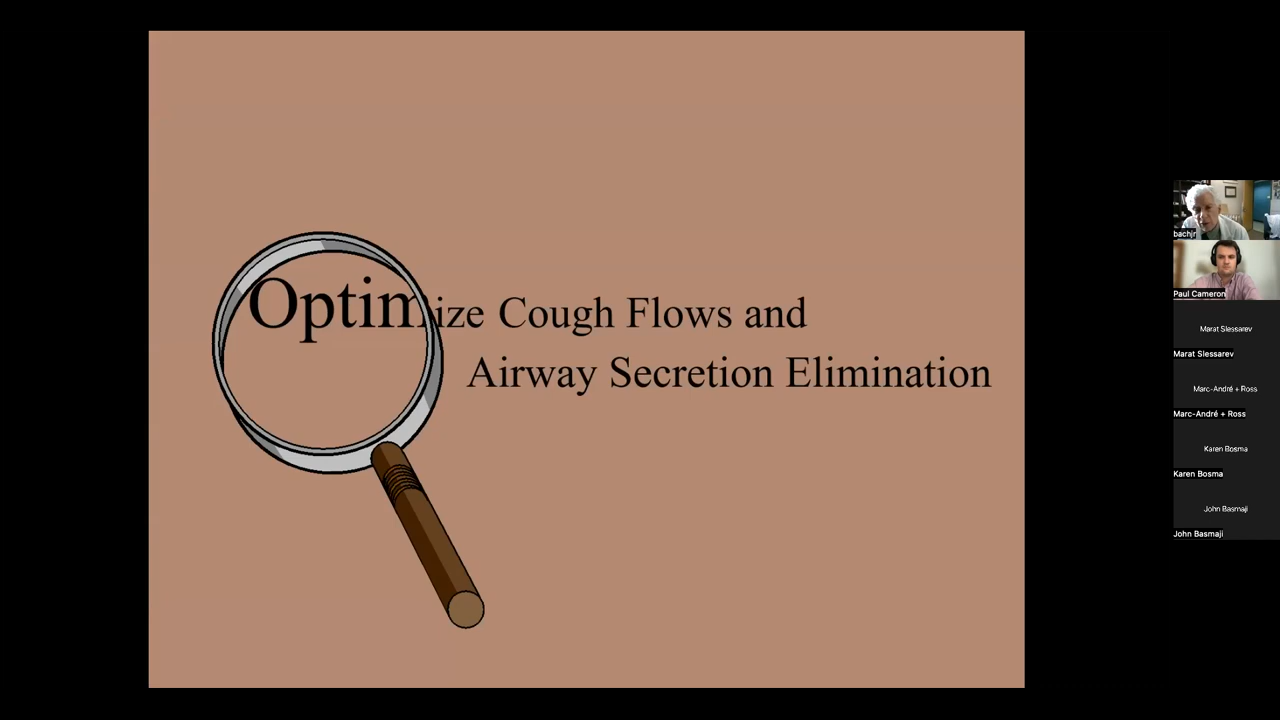 Optimize Cough Flows and
Airway Secretion Elimination
bachjr
Paul Cameron
Marat Slessarev
Marat Slessarev
Marc-André + Ross
Marc-André + Ross
Karen Bosma
Karen Bosma
John Basmaji
John Basmaji